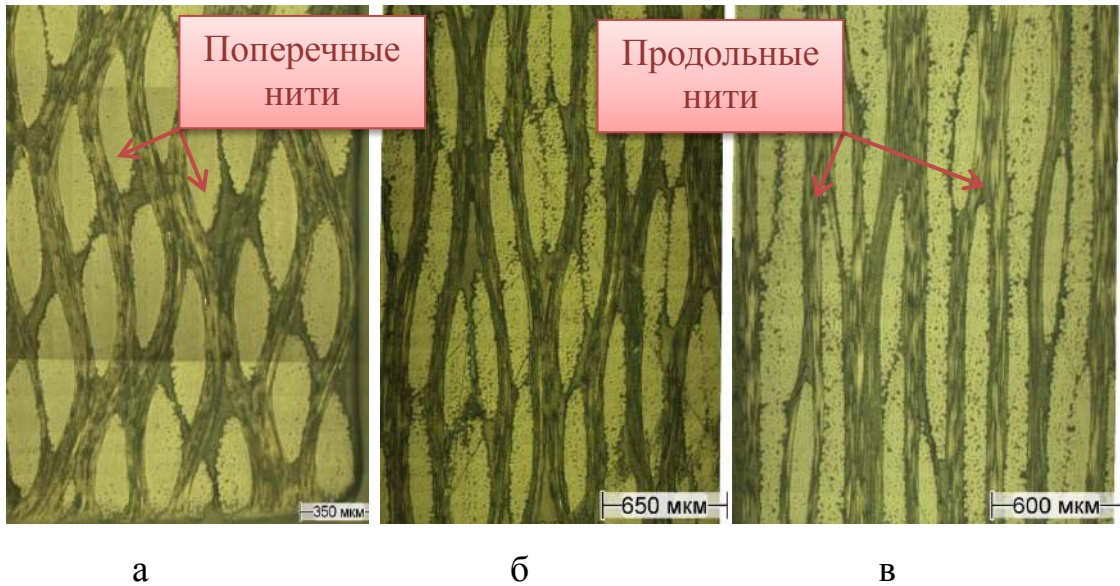 Поперечные
нити
Продольные
нити
350 мкм
650 мкм
600 мкм
а
б
в